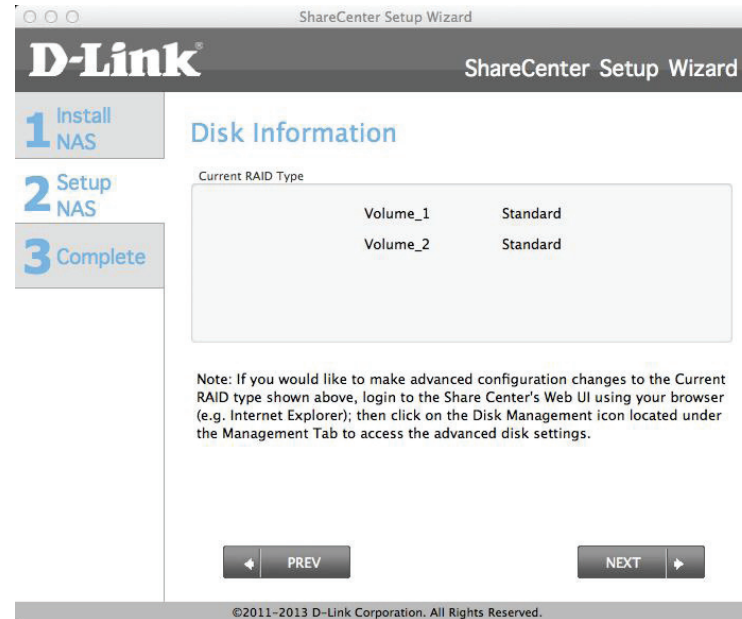 ShareCenter Setup Wizard
D-Link®
ShareCenter Setup Wizard
1 Install
NAS
2 Setup
NAS
3 Complete
Disk Information
Current RAID Type
Volume_1 Standard
Volume_2 Standard
Note: If you would like to make advanced configuration changes to the Current
RAID type shown above, login to the Share Center's Web UI using your browser
(e.g. Internet Explorer); then click on the Disk Management icon located under
the Management Tab to access the advanced disk settings.
PREV
NEXT
©2011-2013 D-Link Corporation. All Rights Reserved.